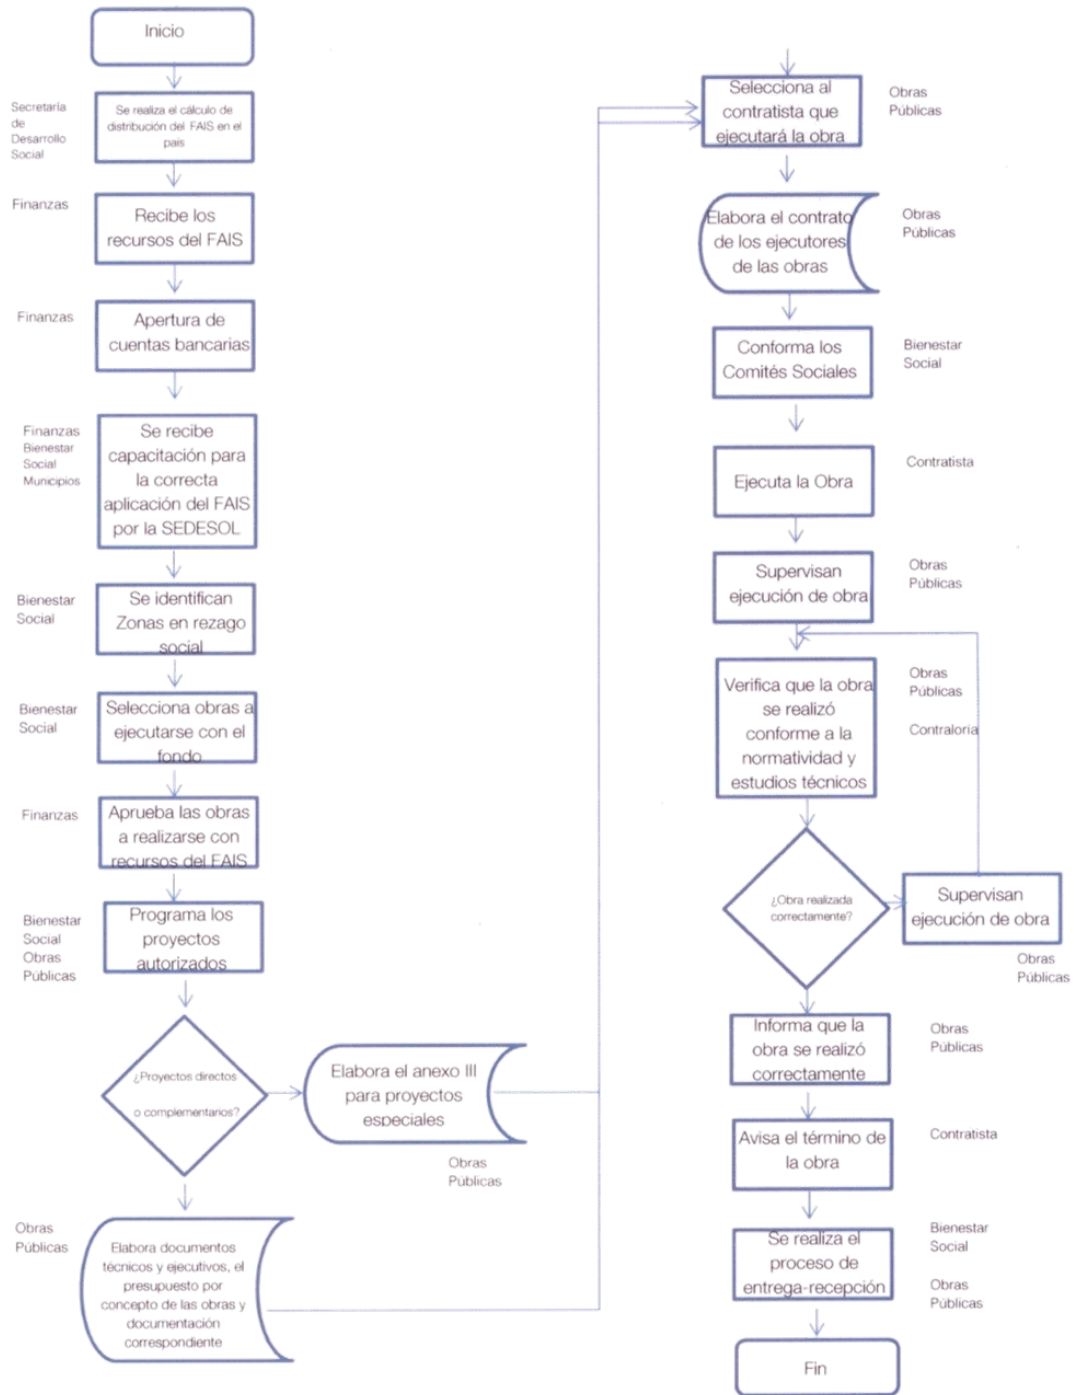 Inicio
Secretaría
de
Desarrollo
Social
Se realiza el cálculo de
distribución del FAIS en el
país
Finanzas
Recibe los
recursos del FAIS
Finanzas
Apertura de
cuentas bancarias
Finanzas
Bienestar
Social
Municipios
Se recibe
capacitación para
la correcta
aplicación del FAIS
por la SEDESOL
Bienestar
Social
Se identifican
Zonas en rezago
social
Bienestar
Social
Selecciona obras a
ejecutarse con el
fondo
Finanzas
Aprueba las obras
a realizarse con
recursos del FAIS
Bienestar
Social
Obras
Públicas
Programa los
proyectos
autorizados
¿Proyectos directos
o complementarios?
Elabora el anexo III
para proyectos
especiales
Obras
Públicas
Obras
Públicas
Elabora documentos
técnicos y ejecutivos, el
presupuesto por
concepto de las obras y
documentación
correspondiente
Selecciona al
contratista que
ejecutará la obra
Obras
Públicas
Elabora el contrato
de los ejecutores
de las obras
Obras
Públicas
Conforma los
Comités Sociales
Bienestar
Social
Ejecuta la Obra
Contratista
Supervisan
ejecución de obra
Obras
Públicas
Verifica que la obra
se realizó
conforme a la
normatividad y
estudios técnicos
Obras
Públicas
Contraloría
¿Obra realizada
correctamente?
Supervisan
ejecución de obra
Obras
Públicas
Informa que la
obra se realizó
correctamente
Obras
Públicas
Avisa el término de
la obra
Contratista
Se realiza el
proceso de
entrega-recepción
Bienestar
Social
Obras
Públicas
Fin